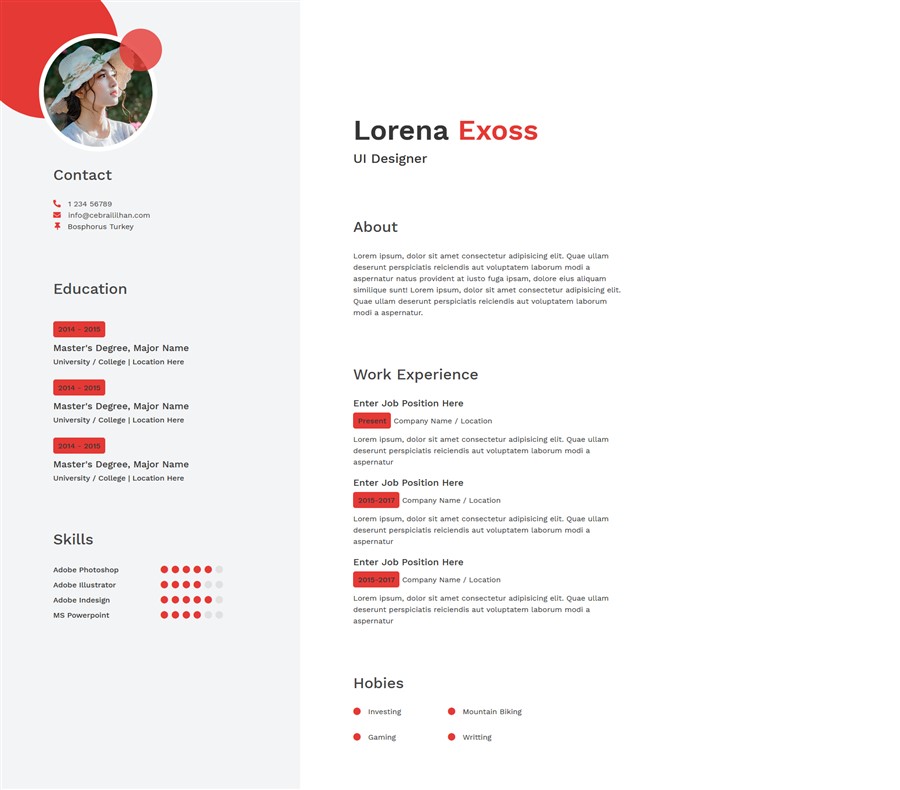 Contact
1 234 56789
info@cebraililhan.com
Bosphorus Turkey
Education
2014 - 2015
Master's Degree, Major Name
University / College | Location Here
2014 - 2015
Master's Degree, Major Name
University / College | Location Here
2014 - 2015
Master's Degree, Major Name
University / College | Location Here
Skills
Adobe Photoshop
Adobe Illustrator
Adobe Indesign
MS Powerpoint
Lorena Exoss
UI Designer
About
Lorem ipsum, dolor sit amet consectetur adipisicing elit. Quae ullam
deserunt perspiciatis reiciendis aut voluptatem laborum modi a
aspernatur natus provident at iusto fuga ipsam, dolore eius aliquam
similique sunt! Lorem ipsum, dolor sit amet consectetur adipisicing elit.
Quae ullam deserunt perspiciatis reiciendis aut voluptatem laborum
modi a aspernatur.
Work Experience
Enter Job Position Here
Present Company Name / Location
Lorem ipsum, dolor sit amet consectetur adipisicing elit. Quae ullam
deserunt perspiciatis reiciendis aut voluptatem laborum modi a
aspernatur
Enter Job Position Here
2015-2017 Company Name / Location
Lorem ipsum, dolor sit amet consectetur adipisicing elit. Quae ullam
deserunt perspiciatis reiciendis aut voluptatem laborum modi a
aspernatur
Enter Job Position Here
2015-2017 Company Name / Location
Lorem ipsum, dolor sit amet consectetur adipisicing elit. Quae ullam
deserunt perspiciatis reiciendis aut voluptatem laborum modi a
aspernatur
Hobies
Investing Mountain Biking
Gaming Writting